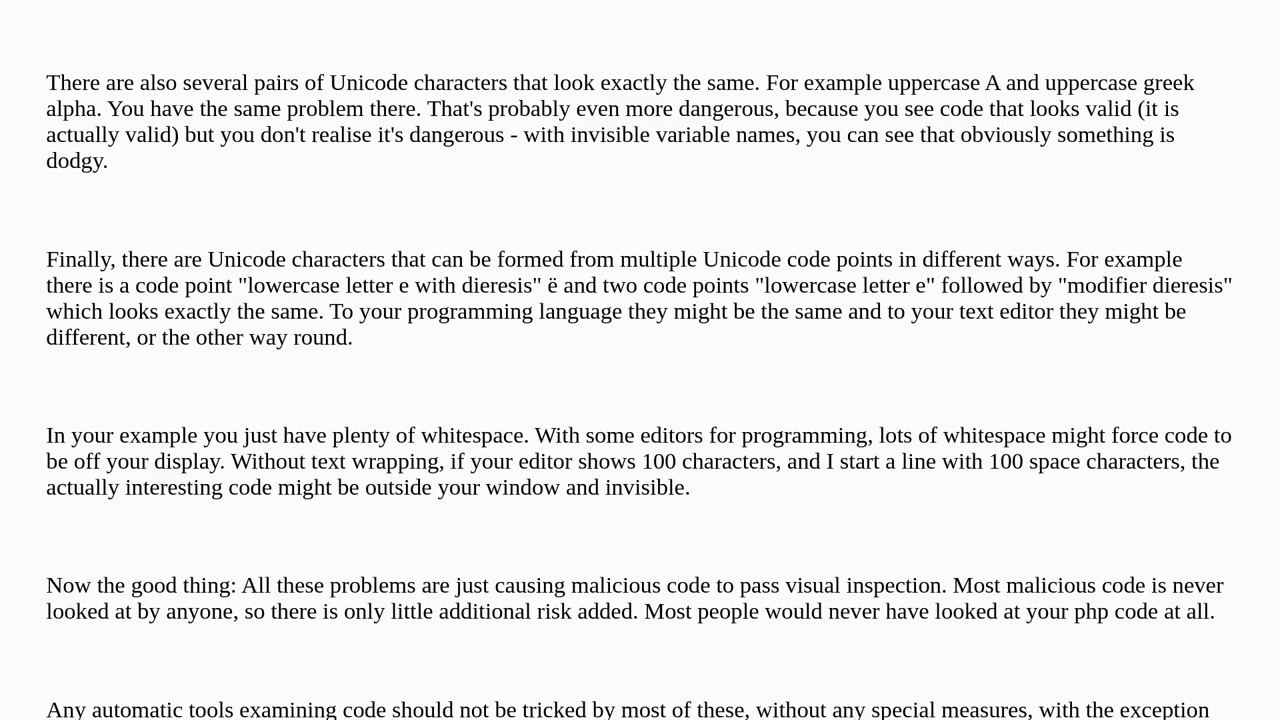 There are also several pairs of Unicode characters that look exactly the same. For example uppercase A and uppercase greek
alpha. You have the same problem there. That's probably even more dangerous, because you see code that looks valid (it is
actually valid) but you don't realise it's dangerous - with invisible variable names, you can see that obviously something is
dodgy.
Finally, there are Unicode characters that can be formed from multiple Unicode code points in different ways. For example
there is a code point "lowercase letter e with dieresis" ë and two code points "lowercase letter e" followed by "modifier dieresis"
which looks exactly the same. To your programming language they might be the same and to your text editor they might be
different, or the other way round.
In your example you just have plenty of whitespace. With some editors for programming, lots of whitespace might force code to
be off your display. Without text wrapping, if your editor shows 100 characters, and I start a line with 100 space characters, the
actually interesting code might be outside your window and invisible.
Now the good thing: All these problems are just causing malicious code to pass visual inspection. Most malicious code is never
looked at by anyone, so there is only little additional risk added. Most people would never have looked at your php code at all.
Any automatic tools examining code should not be tricked by most of these, without any special measures, with the exception